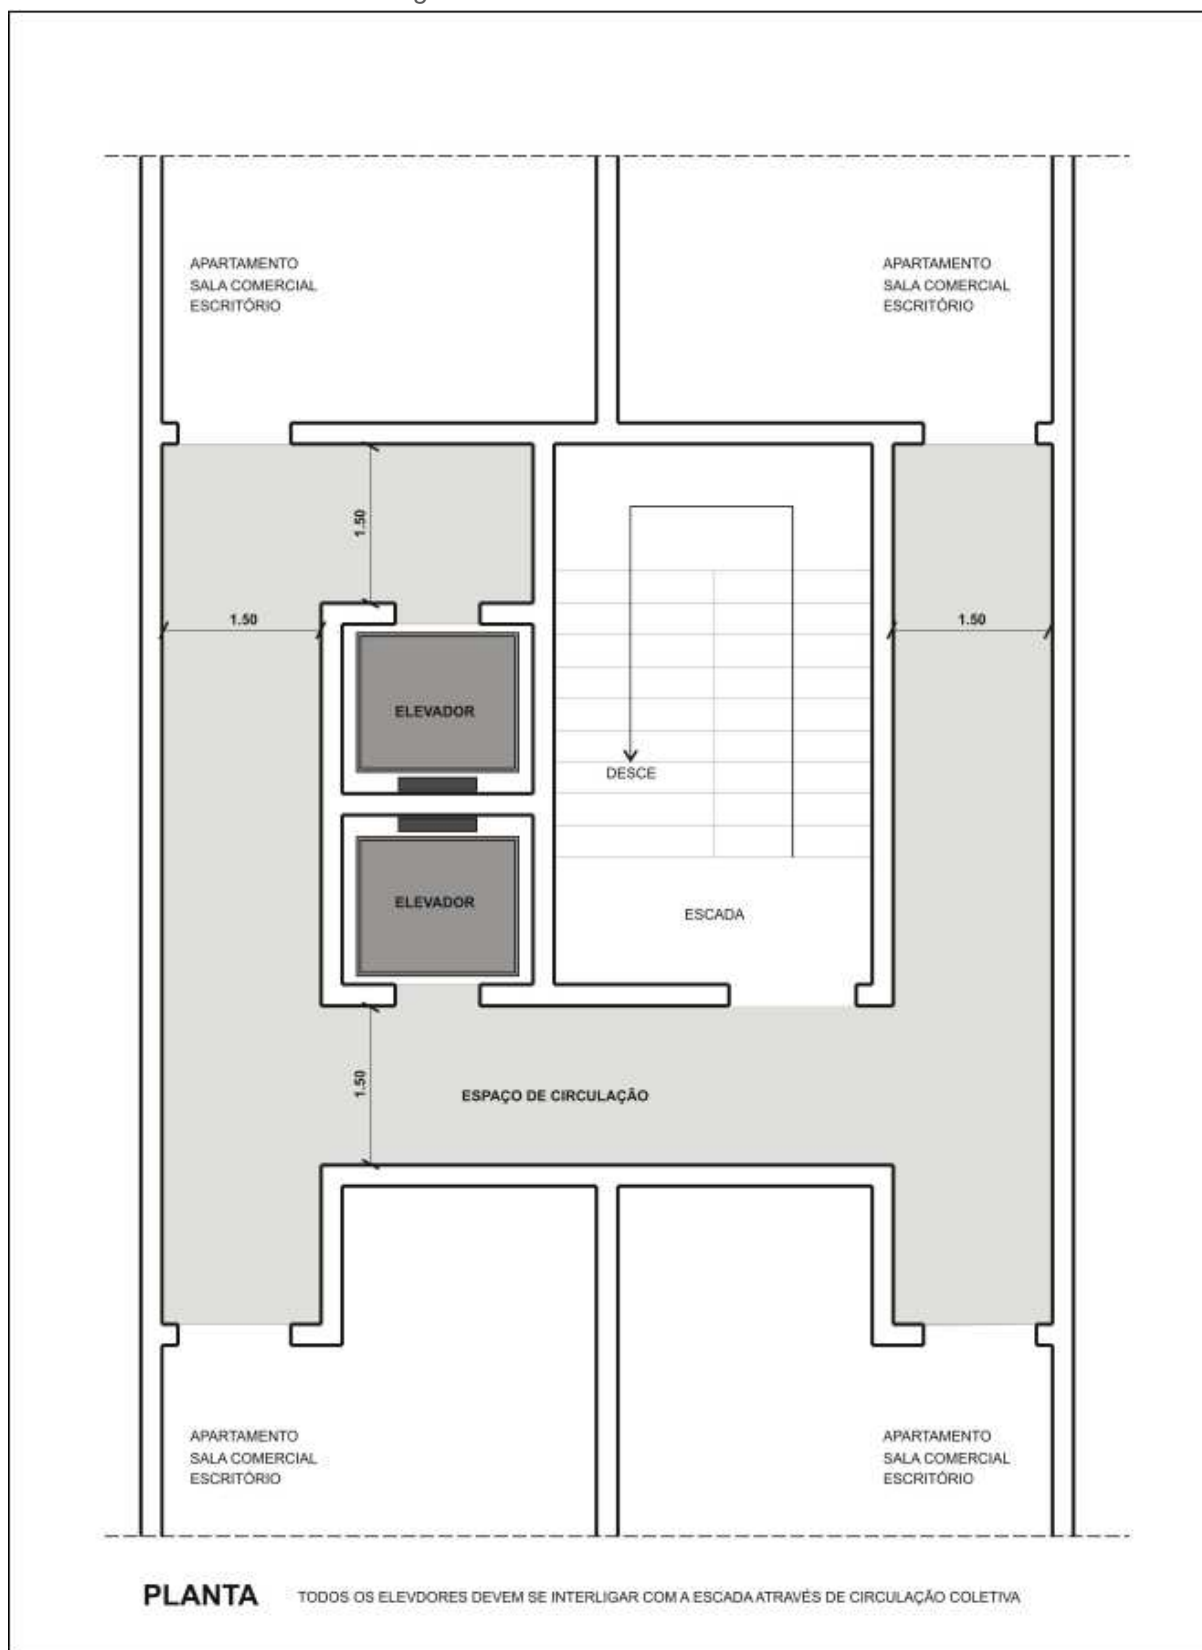 g
APARTAMENTO
SALA COMERCIAL
ESCRITÓRIO
APARTAMENTO
SALA COMERCIAL
ESCRITÓRIO
1.50
1.50
1.50
ELEVADOR
DESCE
ELEVADOR
ESCADA
1.50
ESPAÇO DE CIRCULAÇÃO
APARTAMENTO
SALA COMERCIAL
ESCRITÓRIO
APARTAMENTO
SALA COMERCIAL
ESCRITÓRIO
PLANTA TODOS OS ELEVDORES DEVEM SE INTERLIGAR COM A ESCADA ATRAVÉS DE CIRCULAÇÃO COLETIVA